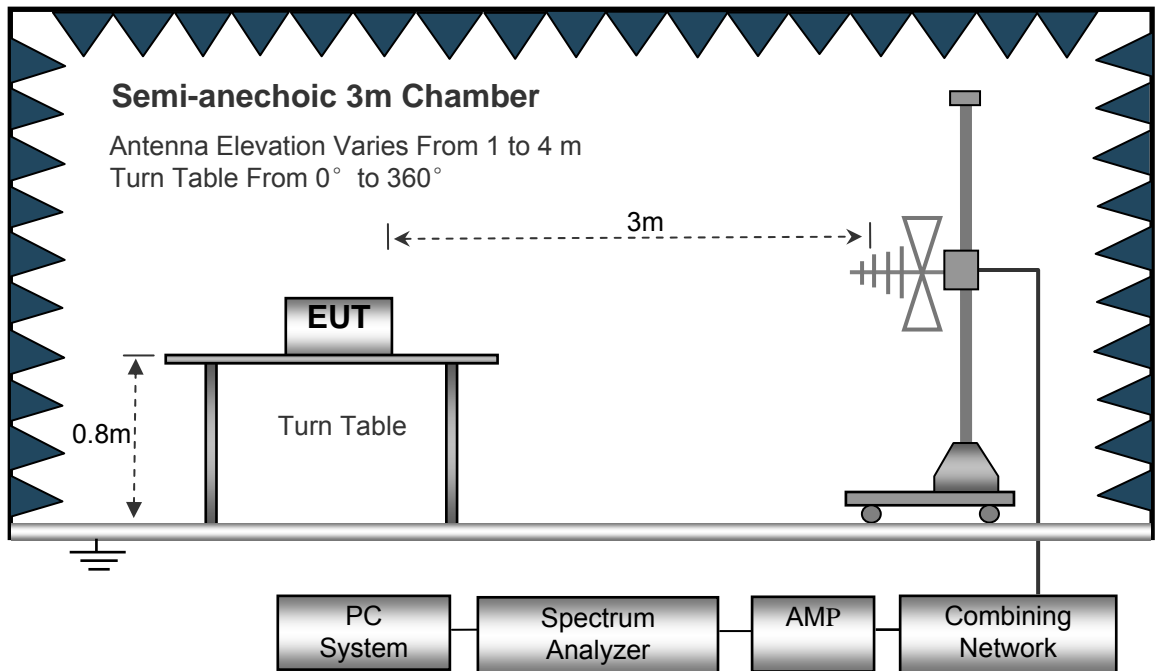 Semi-anechoic 3m Chamber
Antenna Elevation Varies From 1 to 4 m
Turn Table From 0° to 360°
3m
EUT
0.8m
Turn Table
PC
System
Spectrum
Analyzer
AMP
Combining
Network